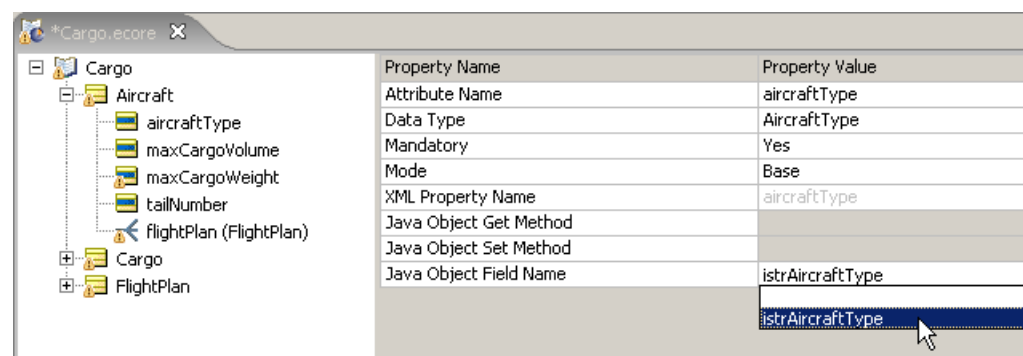 *Cargo.ecore
Cargo
Aircraft
aircraftType
maxCargoVolume
maxCargoWeight
tailNumber
flightPlan (FlightPlan)
Cargo
FlightPlan
Property Name Property Value
Attribute Name aircraftType
Data Type AircraftType
Mandatory Yes
Mode Base
XML Property Name aircraftType
Java Object Get Method
Java Object Set Method
Java Object Field Name istrAircraftType
istrAircraftType